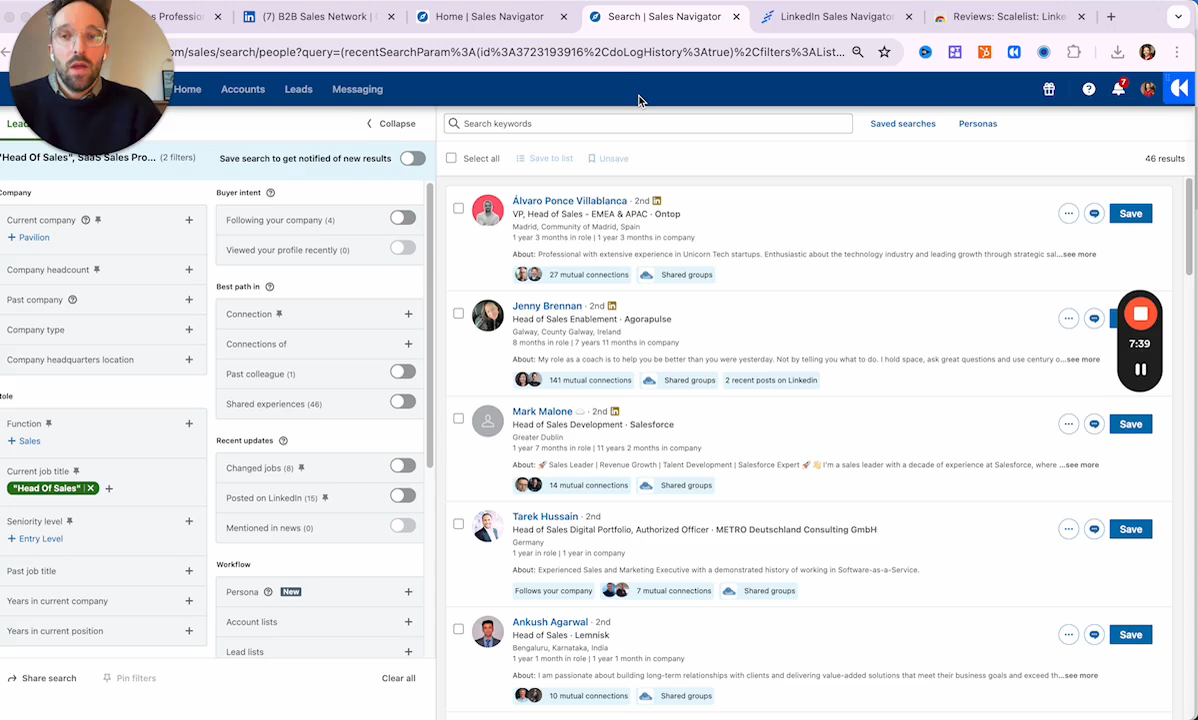 s Professio
(7) B2B Sales Network | C
Home | Sales Navigator
Search | Sales Navigator
LinkedIn Sales Navigator
Reviews: Scalelist: Linke
om/sales/search/people?query=(recentSearchParam%3A(id%3A3723193916%2CdoLogHistory%3Atrue)%2Cfilters%3AList...
Home
Accounts
Leads
Messaging
7
Lea
Collapse
Search keywords
Saved searches
Personas
"Head Of Sales", SaaS Sales Pro... (2 filters)
Save search to get notified of new results
Select all
Save to list
Unsave
46 results
Company
Current company
+ Pavilion
Company headcount
Past company
Company type
Company headquarters location
Role
Function
+ Sales
Current job title
"Head Of Sales"
Seniority level
+ Entry Level
Past job title
Years in current company
Years in current position
Share search
Pin filters
Clear all
Buyer intent
Following your company (4)
Viewed your profile recently (0)
Best path in
Connection
Connections of
Past colleague (1)
Shared experiences (46)
Recent updates
Changed jobs (8)
Posted on LinkedIn (15)
Mentioned in news (0)
Workflow
Persona New
Account lists
Lead lists
Álvaro Ponce Villablanca · 2nd
VP, Head of Sales - EMEA & APAC · Ontop
Madrid, Community of Madrid, Spain
1 year 3 months in role | 1 year 3 months in company
About: Professional with extensive experience in Unicorn Tech startups. Enthusiastic about the technology industry and leading growth through strategic sal...see more
27 mutual connections
Shared groups
Save
Jenny Brennan · 2nd
Head of Sales Enablement · Agorapulse
Galway, County Galway, Ireland
8 months in role | 7 years 11 months in company
About: My role as a coach is to help you be better than you were yesterday. Not by telling you what to do. I hold space, ask great questions and use century o...see more
141 mutual connections
Shared groups
2 recent posts on Linkedin
7:39
Mark Malone · 2nd
Head of Sales Development · Salesforce
Greater Dublin
1 year 7 months in role | 11 years 2 months in company
About: 🚀 Sales Leader | Revenue Growth | Talent Development | Salesforce Expert 🚀 👋 I'm a sales leader with a decade of experience at Salesforce, where ...see more
14 mutual connections
Shared groups
Save
Tarek Hussain · 2nd
Head of Sales Digital Portfolio, Authorized Officer · METRO Deutschland Consulting GmbH
Germany
1 year in role | 1 year in company
About: Experienced Sales and Marketing Executive with a demonstrated history of working in Software-as-a-Service.
Follows your company
7 mutual connections
Shared groups
Save
Ankush Agarwal · 2nd
Head of Sales · Lemnisk
Bengaluru, Karnataka, India
1 year 1 month in role | 1 year 1 month in company
About: I am passionate about building long-term relationships with clients and delivering value-added solutions that meet their business goals and exceed th...see more
10 mutual connections
Shared groups
Save